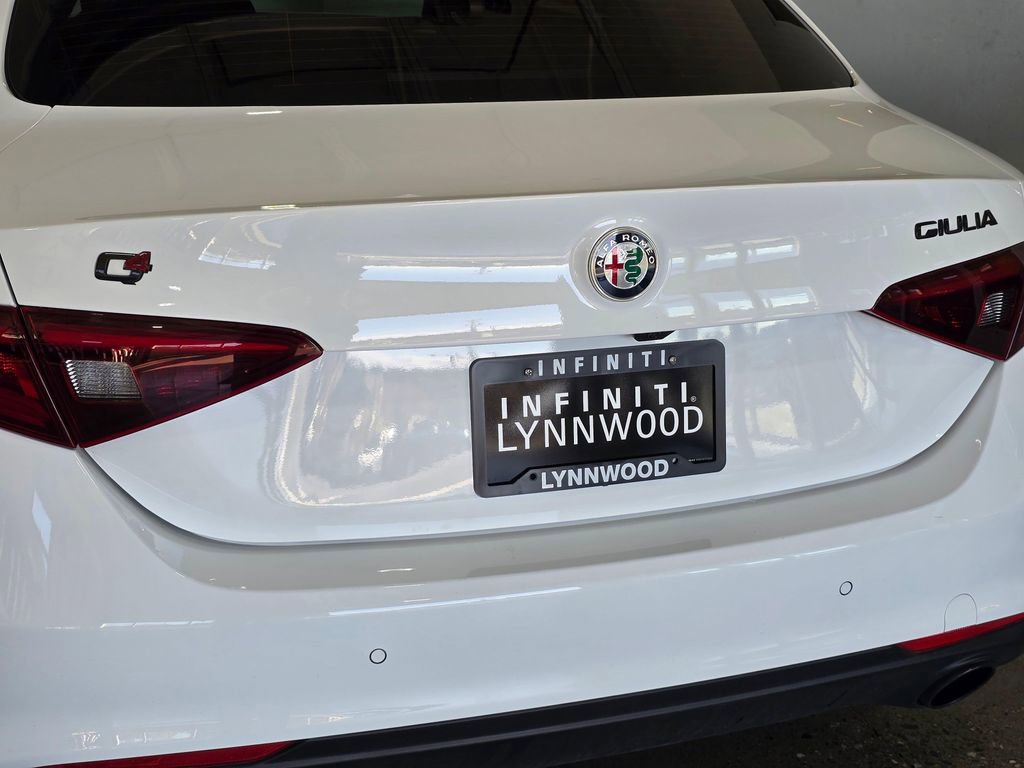 Q4
ALFA ROMEO
GIULIA
INFINITI
INFINITI®
LYNNWOOD
LYNNWOOD